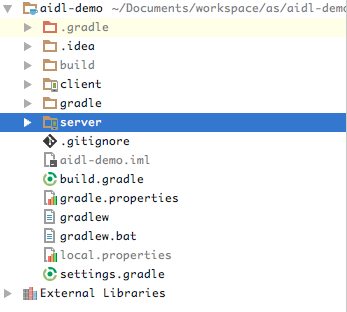 aidl-demo ~/Documents/workspace/as/aidl-demo
.gradle
.idea
build
client
gradle
server
.gitignore
aidl-demo.iml
build.gradle
gradle.properties
gradlew
gradlew.bat
local.properties
settings.gradle
External Libraries